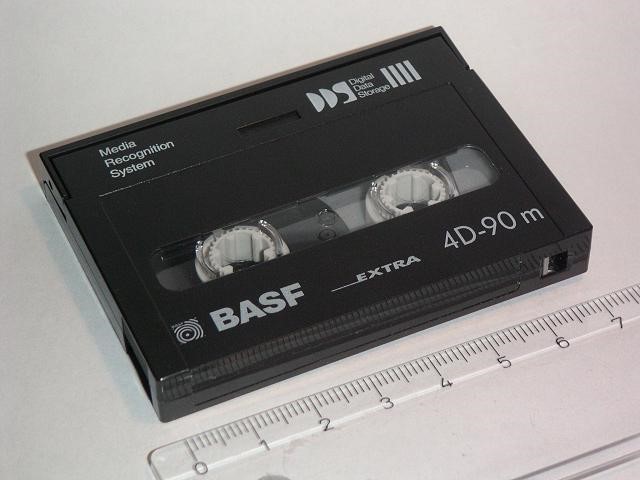 DDS Digital
Data
Storage
Media
Recognition
System
4D-90 m
EXTRA
BASF
0 1 2 3 4 5 6 7